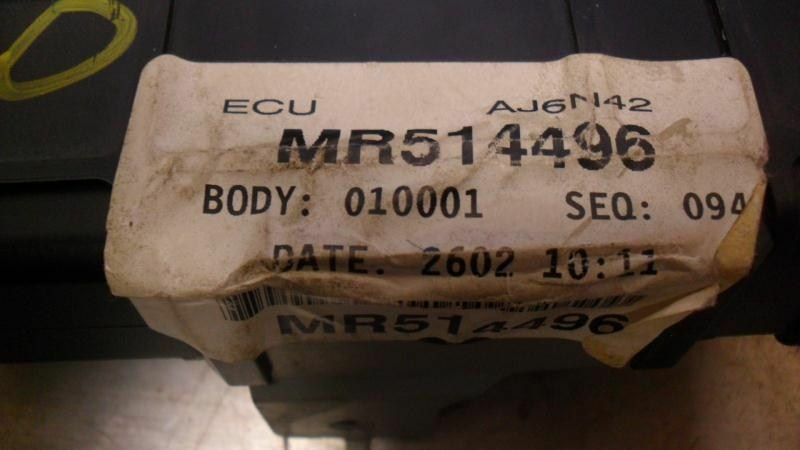 ECU AJ6N42
MR514496
BODY: 010001 SEQ: 094
DATE: 2602 10:11
MR514496